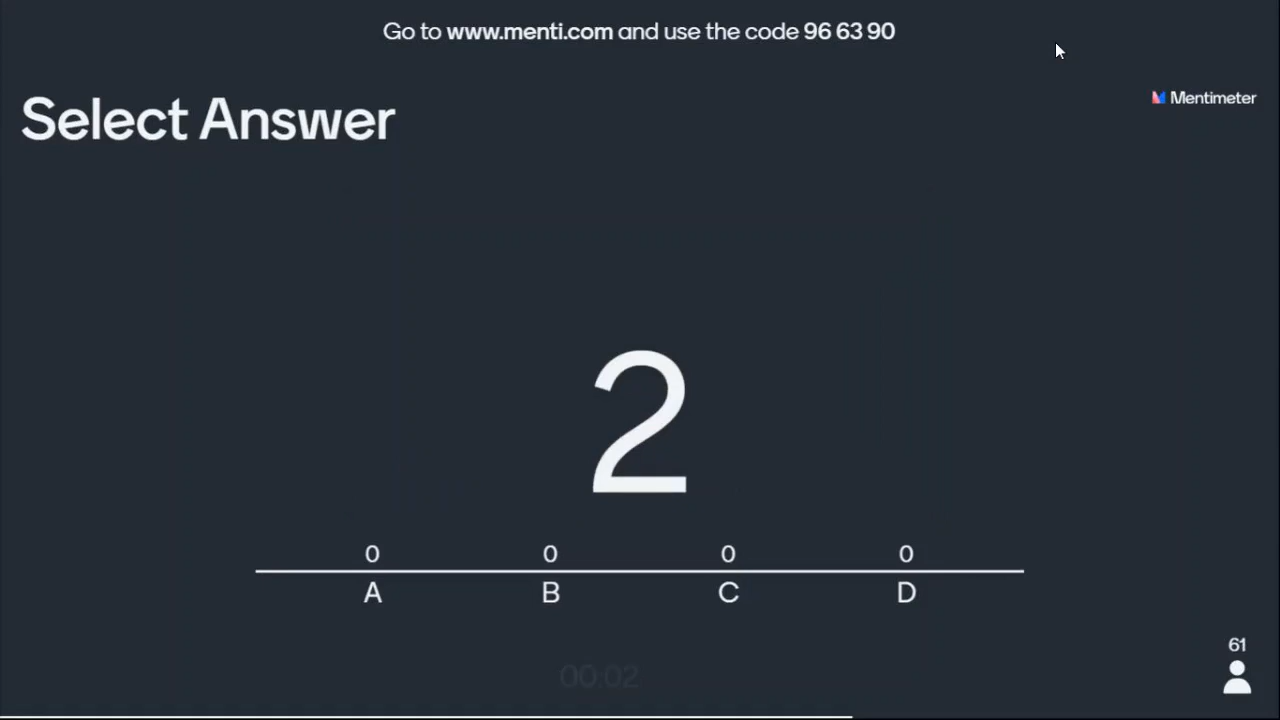 Go to www.menti.com and use the code 96 63 90
Mentimeter
Select Answer
2
0 0 0 0
A B C D
61
00:02